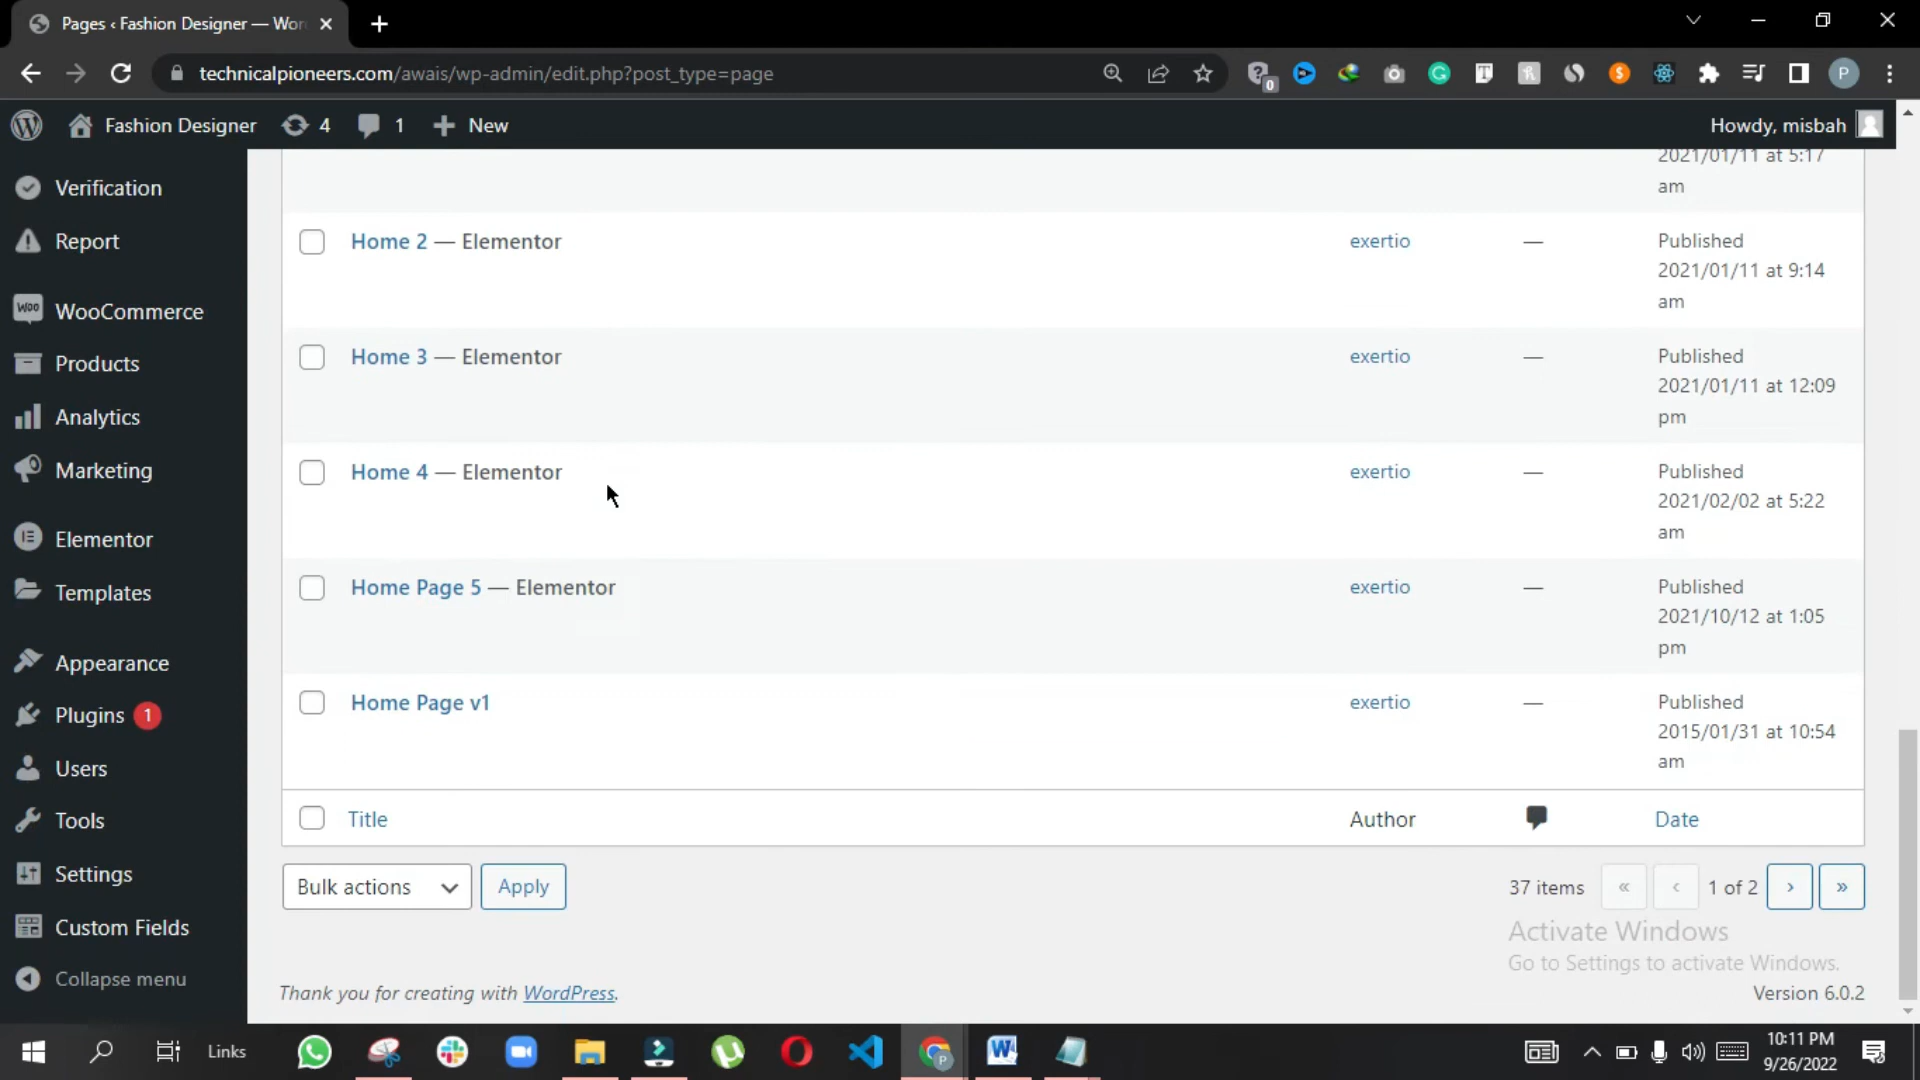 Pages ‹ Fashion Designer — Wor
technicalpioneers.com/awais/wp-admin/edit.php?post_type=page
0
P
Fashion Designer
4
1
New
Howdy, misbah
Verification
Report
WooCommerce
Products
Analytics
Marketing
Elementor
Templates
Appearance
Plugins 1
Users
Tools
Settings
Custom Fields
Collapse menu
2021/01/11 at 5:17
am
Home 2 — Elementor
exertio
—
Published
2021/01/11 at 9:14
am
Home 3 — Elementor
exertio
—
Published
2021/01/11 at 12:09
pm
Home 4 — Elementor
exertio
—
Published
2021/02/02 at 5:22
am
Home Page 5 — Elementor
exertio
—
Published
2021/10/12 at 1:05
pm
Home Page v1
exertio
—
Published
2015/01/31 at 10:54
am
Title
Author
Date
Bulk actions
Apply
37 items
«
‹
1 of 2
›
»
Activate Windows
Go to Settings to activate Windows.
Thank you for creating with WordPress.
Version 6.0.2
Links
10:11 PM
9/26/2022